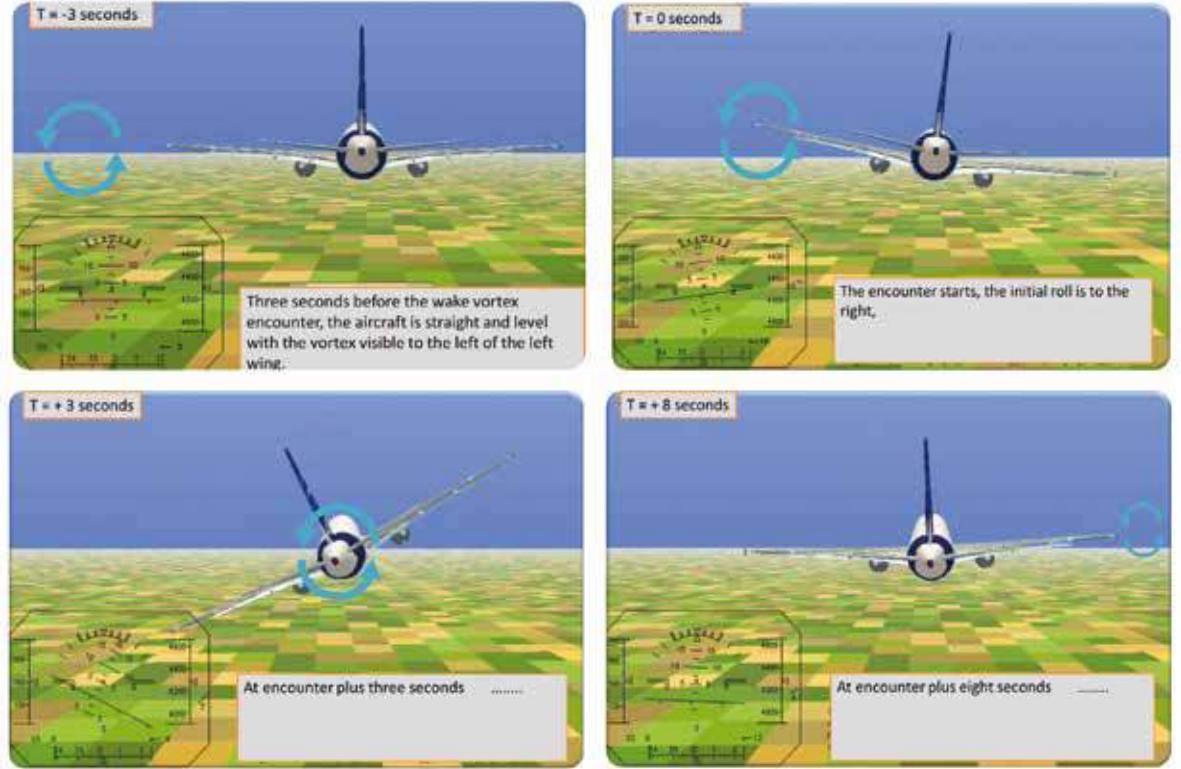 T = -3 seconds
Three seconds before the wake vortex
encounter, the aircraft is straight and level
with the vortex visible to the left of the left
wing.
T = 0 seconds
The encounter starts, the initial roll is to the
right,
T = + 3 seconds
At encounter plus three seconds ........
T = + 8 seconds
At encounter plus eight seconds ........